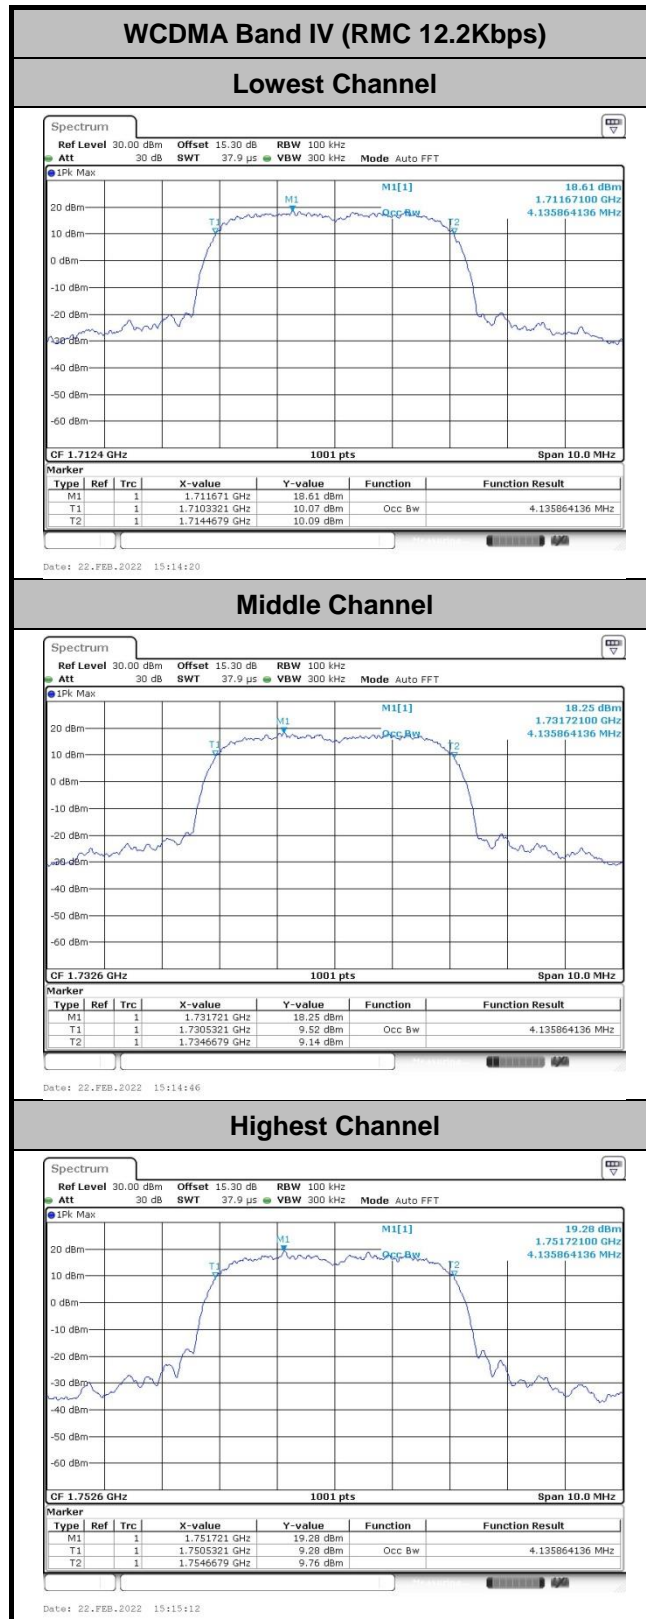 WCDMA Band IV (RMC 12.2Kbps)
Lowest Channel
Spectrum
Ref Level 30.00 dBm Offset 15.30 dB RBW 100 kHz
Att 30 dB SWT 37.9 µs VBW 300 kHz Mode Auto FFT
1Pk Max
M1[1] 18.61 dBm
1.71167100 GHz
Occ Bw 4.135864136 MHz
M1
T1
T2
20 dBm
10 dBm
0 dBm
-10 dBm
-20 dBm
-30 dBm
-40 dBm
-50 dBm
-60 dBm
CF 1.7124 GHz 1001 pts Span 10.0 MHz
Marker
Type Ref Trc X-value Y-value Function Function Result
M1 1 1.711671 GHz 18.61 dBm
T1 1 1.7103321 GHz 10.07 dBm Occ Bw 4.135864136 MHz
T2 1 1.7144679 GHz 10.09 dBm
Date: 22.FEB.2022 15:14:20
Middle Channel
Spectrum
Ref Level 30.00 dBm Offset 15.30 dB RBW 100 kHz
Att 30 dB SWT 37.9 µs VBW 300 kHz Mode Auto FFT
1Pk Max
M1[1] 18.25 dBm
1.73172100 GHz
Occ Bw 4.135864136 MHz
M1
T1
T2
20 dBm
10 dBm
0 dBm
-10 dBm
-20 dBm
-30 dBm
-40 dBm
-50 dBm
-60 dBm
CF 1.7326 GHz 1001 pts Span 10.0 MHz
Marker
Type Ref Trc X-value Y-value Function Function Result
M1 1 1.731721 GHz 18.25 dBm
T1 1 1.7305321 GHz 9.52 dBm Occ Bw 4.135864136 MHz
T2 1 1.7346679 GHz 9.14 dBm
Date: 22.FEB.2022 15:14:46
Highest Channel
Spectrum
Ref Level 30.00 dBm Offset 15.30 dB RBW 100 kHz
Att 30 dB SWT 37.9 µs VBW 300 kHz Mode Auto FFT
1Pk Max
M1[1] 19.28 dBm
1.75172100 GHz
Occ Bw 4.135864136 MHz
M1
T1
T2
20 dBm
10 dBm
0 dBm
-10 dBm
-20 dBm
-30 dBm
-40 dBm
-50 dBm
-60 dBm
CF 1.7526 GHz 1001 pts Span 10.0 MHz
Marker
Type Ref Trc X-value Y-value Function Function Result
M1 1 1.751721 GHz 19.28 dBm
T1 1 1.7505321 GHz 9.28 dBm Occ Bw 4.135864136 MHz
T2 1 1.7546679 GHz 9.76 dBm
Date: 22.FEB.2022 15:15:12